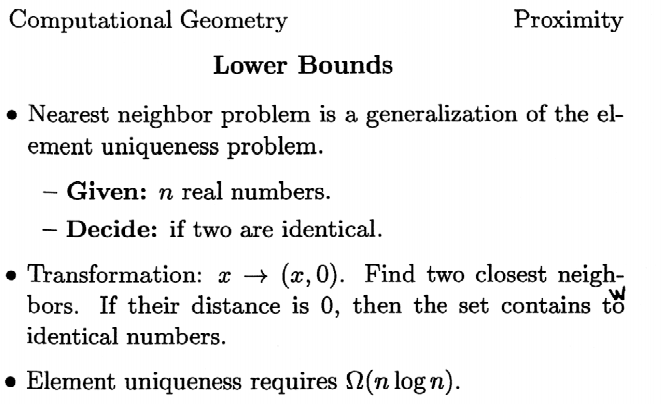 Computational Geometry Proximity
Lower Bounds
• Nearest neighbor problem is a generalization of the el-
ement uniqueness problem.
– Given: n real numbers.
– Decide: if two are identical.
• Transformation: x → (x, 0). Find two closest neigh-
bors. If their distance is 0, then the set contains two
identical numbers.
• Element uniqueness requires Ω(n log n).